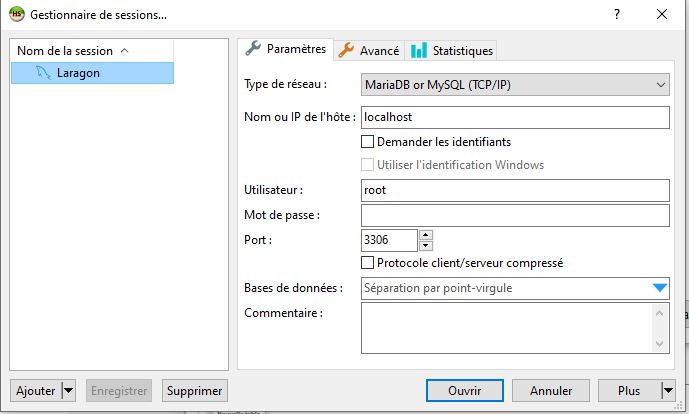 HS Gestionnaire de sessions...
Nom de la session
Laragon
Paramètres Avancé Statistiques
Type de réseau : MariaDB or MySQL (TCP/IP)
Nom ou IP de l'hôte : localhost
Demander les identifiants
Utiliser l'identification Windows
Utilisateur : root
Mot de passe :
Port : 3306
Protocole client/serveur compressé
Bases de données : Séparation par point-virgule
Commentaire :
Ajouter Enregistrer Supprimer Ouvrir Annuler Plus